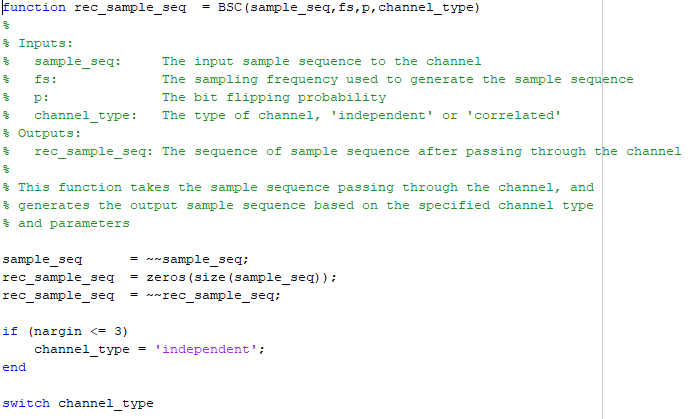 function rec_sample_seq  = BSC(sample_seq,fs,p,channel_type)
%
% Inputs:
%   sample_seq:     The input sample sequence to the channel
%   fs:             The sampling frequency used to generate the sample sequence
%   p:              The bit flipping probability
%   channel_type:   The type of channel, 'independent' or 'correlated'
% Outputs:
%   rec_sample_seq: The sequence of sample sequence after passing through the channel
%
% This function takes the sample sequence passing through the channel, and
% generates the output sample sequence based on the specified channel type
% and parameters

sample_seq      = ~~sample_seq;
rec_sample_seq  = zeros(size(sample_seq));
rec_sample_seq  = ~~rec_sample_seq;

if (nargin <= 3)
    channel_type = 'independent';
end

switch channel_type